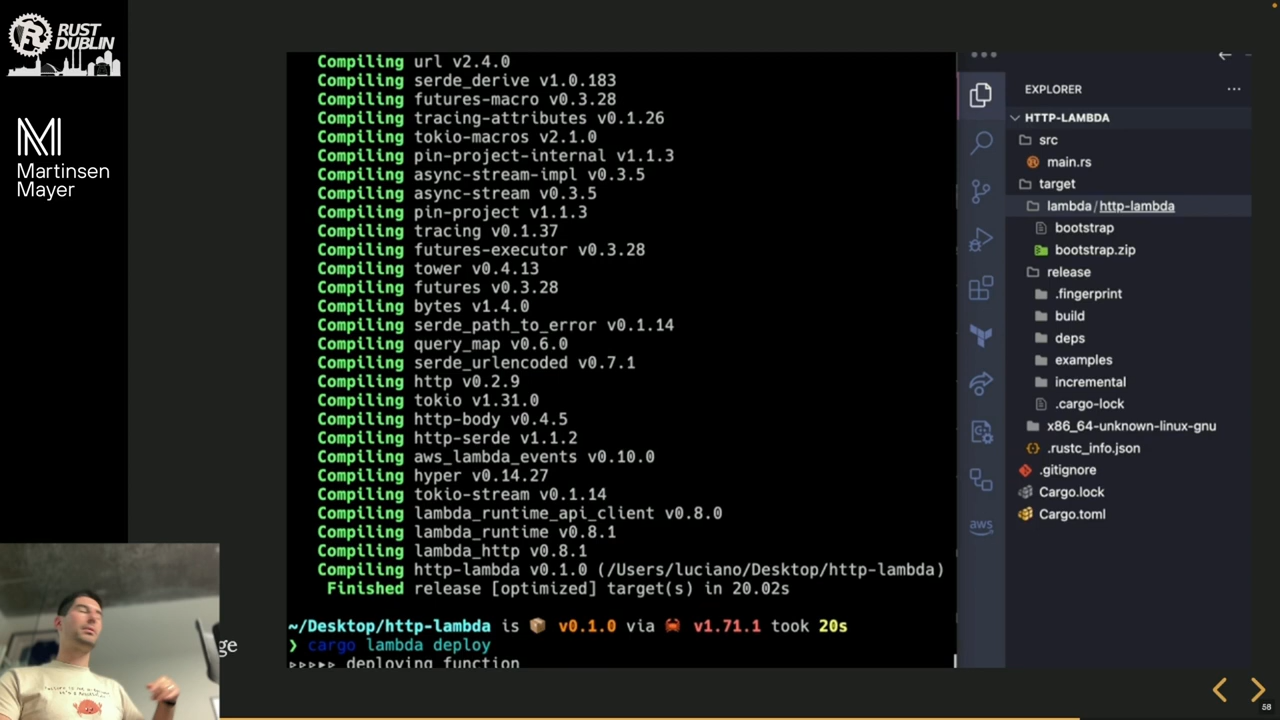 RUST
DUBLIN
Martinsen
Mayer
Compiling url v2.4.0
Compiling serde_derive v1.0.183
Compiling futures-macro v0.3.28
Compiling tracing-attributes v0.1.26
Compiling tokio-macros v2.1.0
Compiling pin-project-internal v1.1.3
Compiling async-stream-impl v0.3.5
Compiling async-stream v0.3.5
Compiling pin-project v1.1.3
Compiling tracing v0.1.37
Compiling futures-executor v0.3.28
Compiling tower v0.4.13
Compiling futures v0.3.28
Compiling bytes v1.4.0
Compiling serde_path_to_error v0.1.14
Compiling query_map v0.6.0
Compiling serde_urlencoded v0.7.1
Compiling http v0.2.9
Compiling tokio v1.31.0
Compiling http-body v0.4.5
Compiling http-serde v1.1.2
Compiling aws_lambda_events v0.10.0
Compiling hyper v0.14.27
Compiling tokio-stream v0.1.14
Compiling lambda_runtime_api_client v0.8.0
Compiling lambda_runtime v0.8.1
Compiling lambda_http v0.8.1
Compiling http-lambda v0.1.0 (/Users/luciano/Desktop/http-lambda)
Finished release [optimized] target(s) in 20.02s
~/Desktop/http-lambda is 📦 v0.1.0 via 🦀 v1.71.1 took 20s
❯ cargo lambda deploy
▹▹▹▸▹ deploying function
EXPLORER
HTTP-LAMBDA
src
main.rs
target
lambda/http-lambda
bootstrap
bootstrap.zip
release
.fingerprint
build
deps
examples
incremental
.cargo-lock
x86_64-unknown-linux-gnu
.rustc_info.json
.gitignore
Cargo.lock
Cargo.toml
aws
ge
58